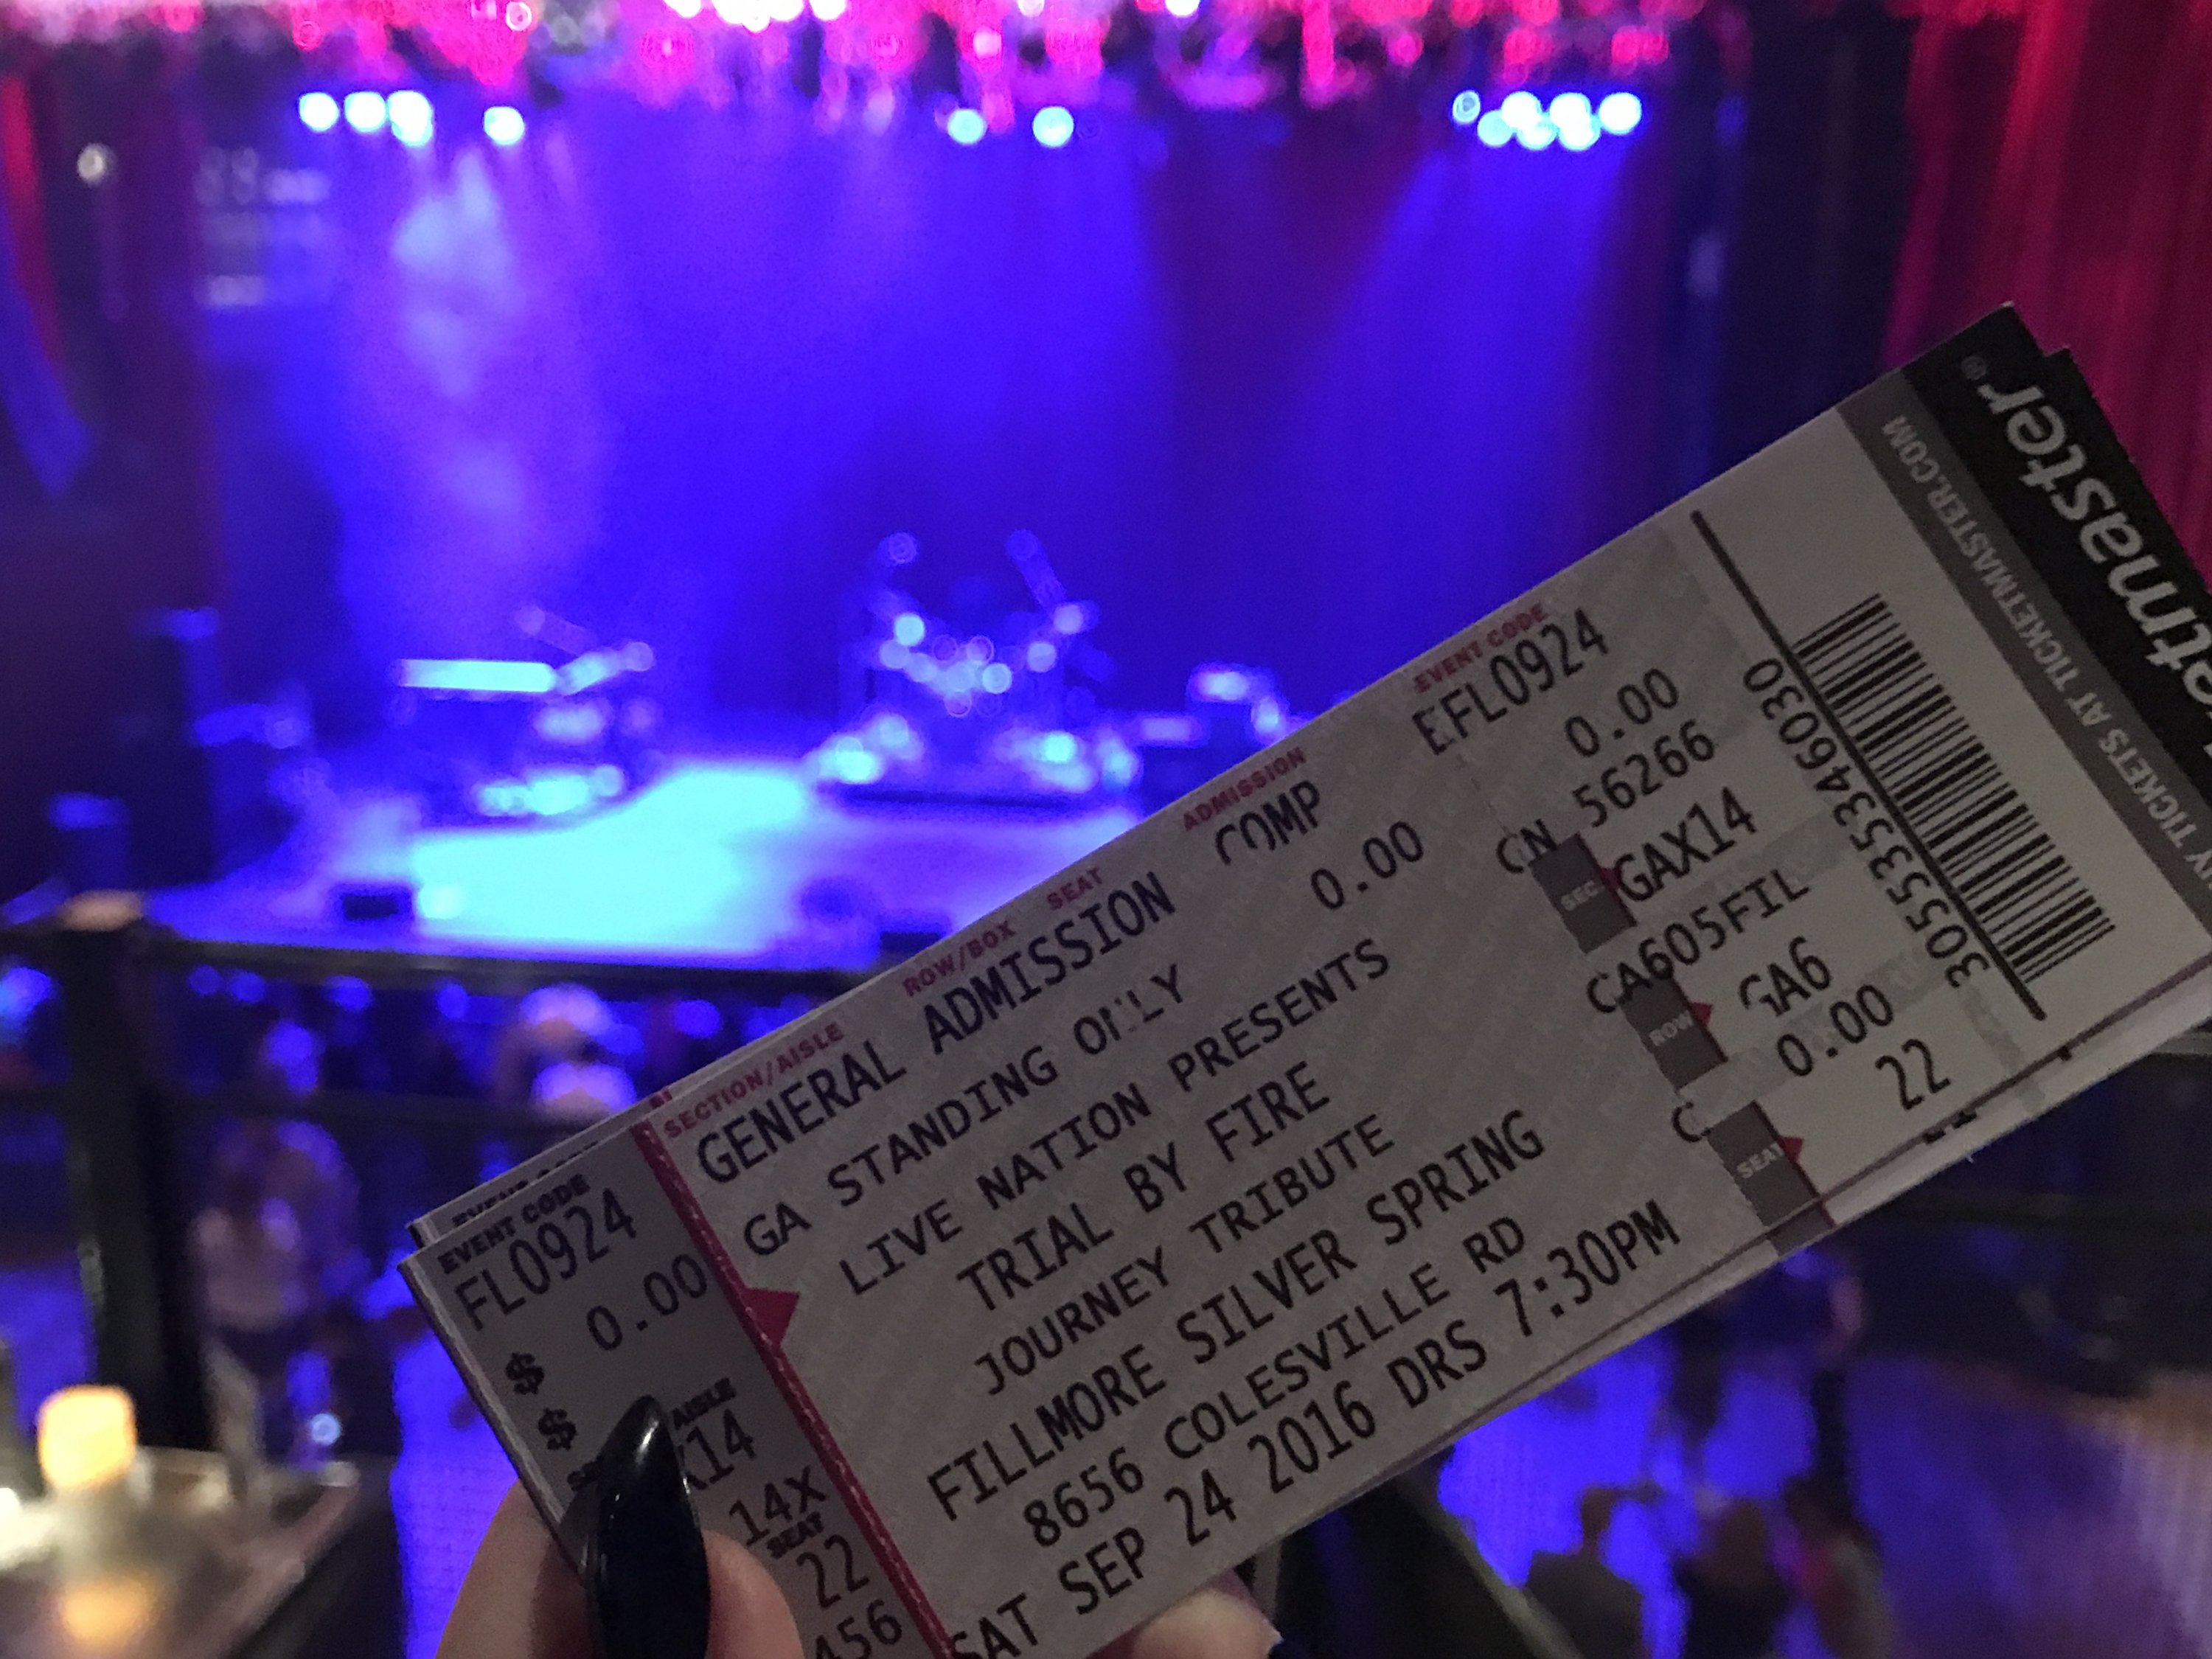 EVENT CODE
FL0924
$ 0.00
$
AISLE
14X
SEAT
22
456
SECTION/AISLE ROW/BOX SEAT ADMISSION EVENT CODE
GENERAL ADMISSION COMP EFL0924
GA STANDING ONLY 0.00 0.00
LIVE NATION PRESENTS CN 56266
TRIAL BY FIRE SEC. GAX14
JOURNEY TRIBUTE CA605FIL
FILLMORE SILVER SPRING ROW GA6
8656 COLESVILLE RD C 0.00
SAT SEP 24 2016 DRS 7:30PM SEAT 22
3055535346030
TICKETS AT TICKETMASTER.COM
etmaster®